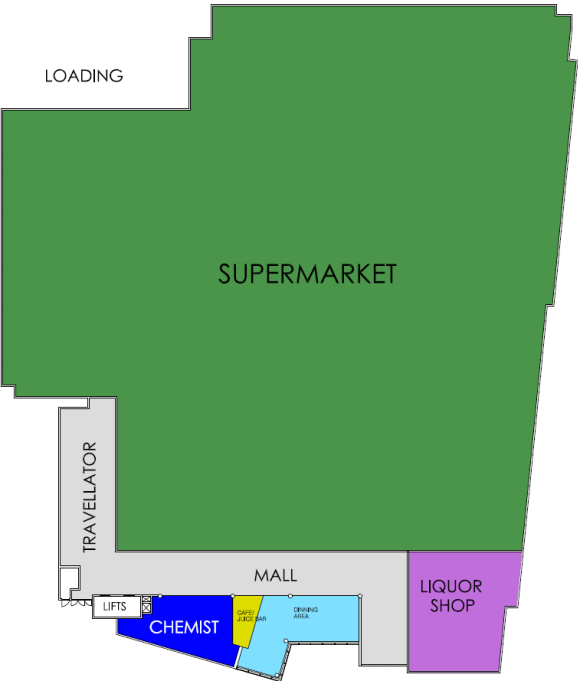 LOADING
SUPERMARKET
TRAVELLATOR
MALL
LIQUOR
SHOP
LIFTS
CHEMIST
CAFE/
JUICE BAR
DINNING
AREA